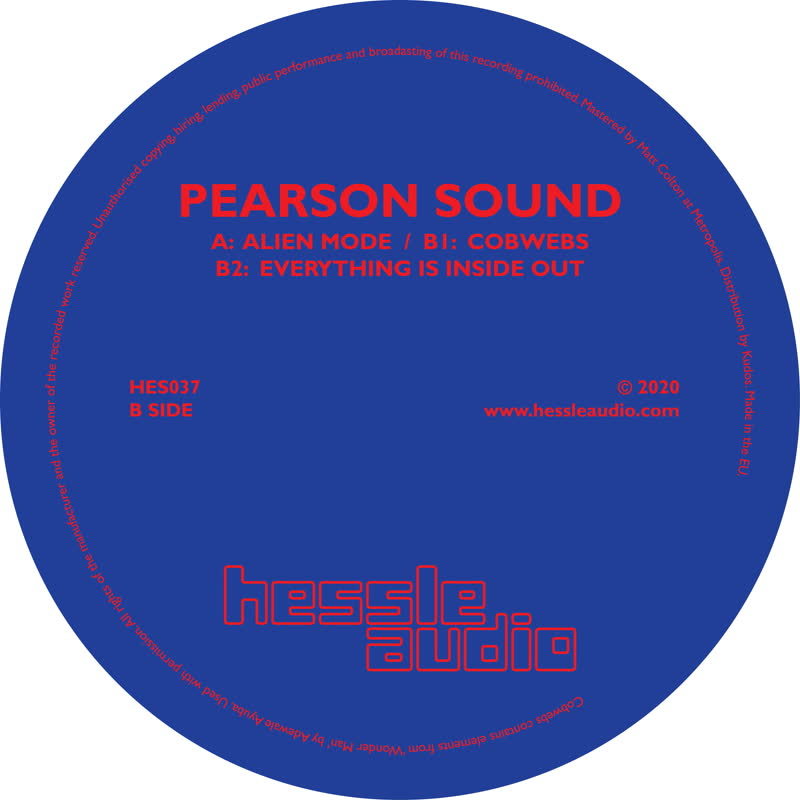 PEARSON SOUND
A: ALIEN MODE / B1: COBWEBS
B2: EVERYTHING IS INSIDE OUT
HES037
B SIDE
© 2020
www.hessleaudio.com
hessle
audio
Cobwebs contains elements from 'Wonder Man' by Adewale Ayuba. Used with permission. All rights of the manufacturer and the owner of the recorded work reserved. Unauthorised copying, hiring, lending, public performance and broadasting of this recording prohibited. Mastered by Matt Colton at Metropolis. Distribution by Kudos. Made in the EU.